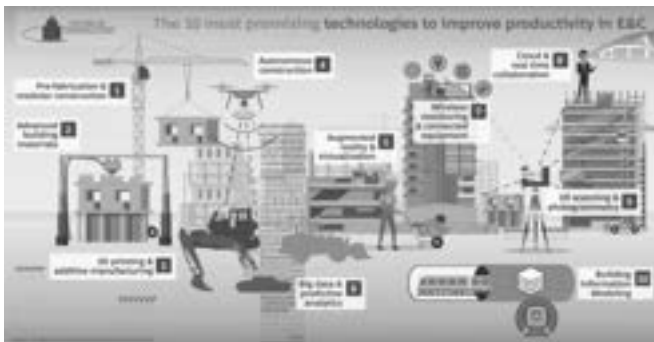 The 10 most promising technologies to improve productivity in E&C
Pre-fabrication &
modular construction 1
Advanced
building
materials 2
3D printing &
additive manufacturing 3
Autonomous
construction 4
Augmented
reality &
visualization 5
Big data &
predictive
analytics 6
Wireless
monitoring
& connected
equipment 7
Cloud &
real-time
collaboration 8
3D scanning &
photogrammetry 9
Building
Information
Modeling 10